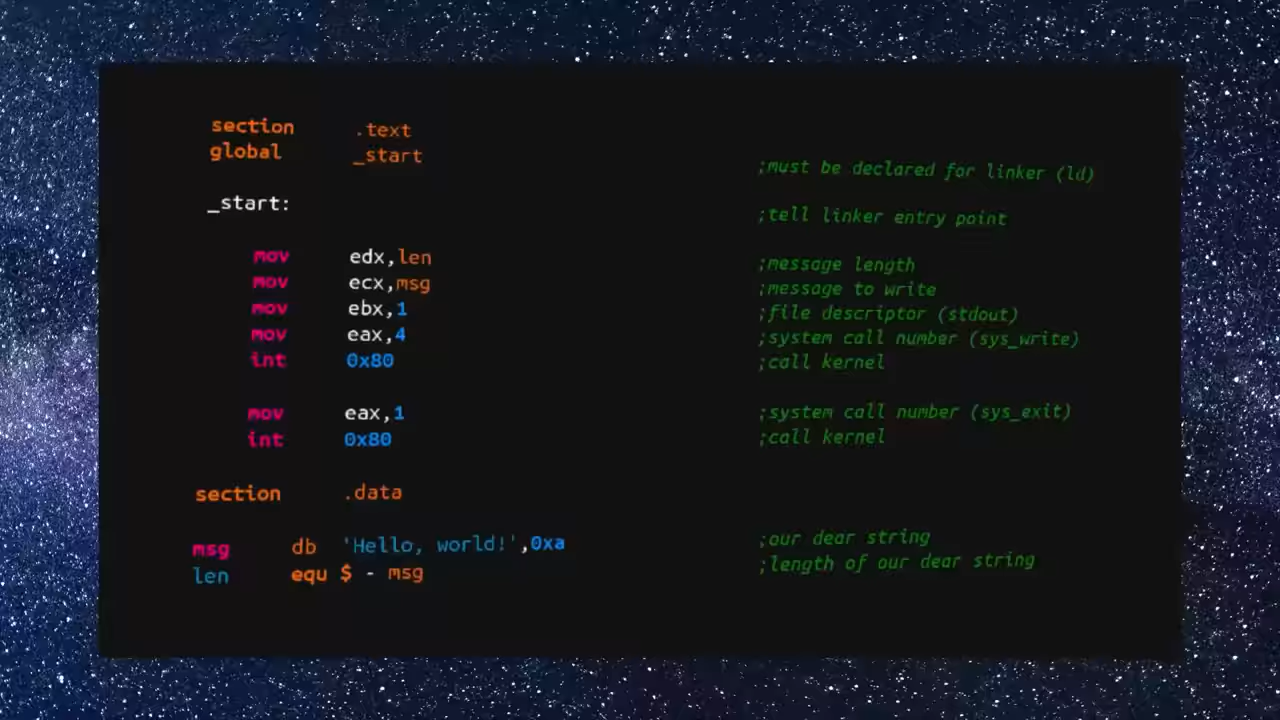 section .text
global _start
;must be declared for linker (ld)
_start:
;tell linker entry point
mov edx,len ;message length
mov ecx,msg ;message to write
mov ebx,1 ;file descriptor (stdout)
mov eax,4 ;system call number (sys_write)
int 0x80 ;call kernel
mov eax,1 ;system call number (sys_exit)
int 0x80 ;call kernel
section .data
msg db 'Hello, world!',0xa ;our dear string
len equ $ - msg ;length of our dear string